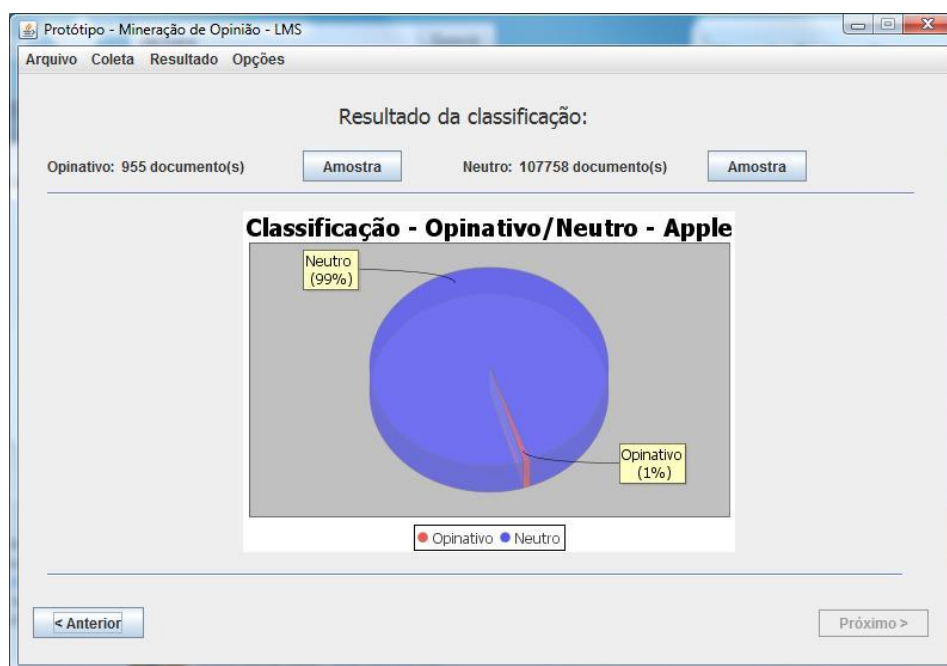 Protótipo - Mineração de Opinião - LMS
Arquivo Coleta Resultado Opções
Resultado da classificação:
Opinativo: 955 documento(s) Amostra Neutro: 107758 documento(s) Amostra
Classificação - Opinativo/Neutro - Apple
Neutro
(99%)
Opinativo
(1%)
Opinativo Neutro
< Anterior Próximo >